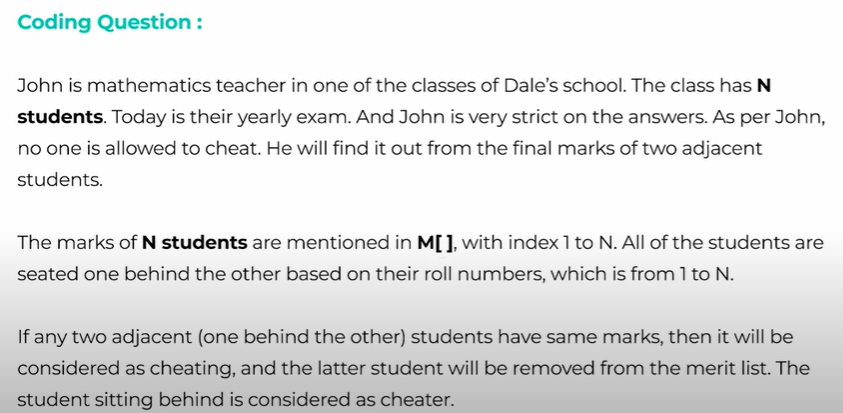 Coding Question :
John is mathematics teacher in one of the classes of Dale's school. The class has N
students. Today is their yearly exam. And John is very strict on the answers. As per John,
no one is allowed to cheat. He will find it out from the final marks of two adjacent
students.
The marks of N students are mentioned in M[ ], with index 1 to N. All of the students are
seated one behind the other based on their roll numbers, which is from 1 to N.
If any two adjacent (one behind the other) students have same marks, then it will be
considered as cheating, and the latter student will be removed from the merit list. The
student sitting behind is considered as cheater.